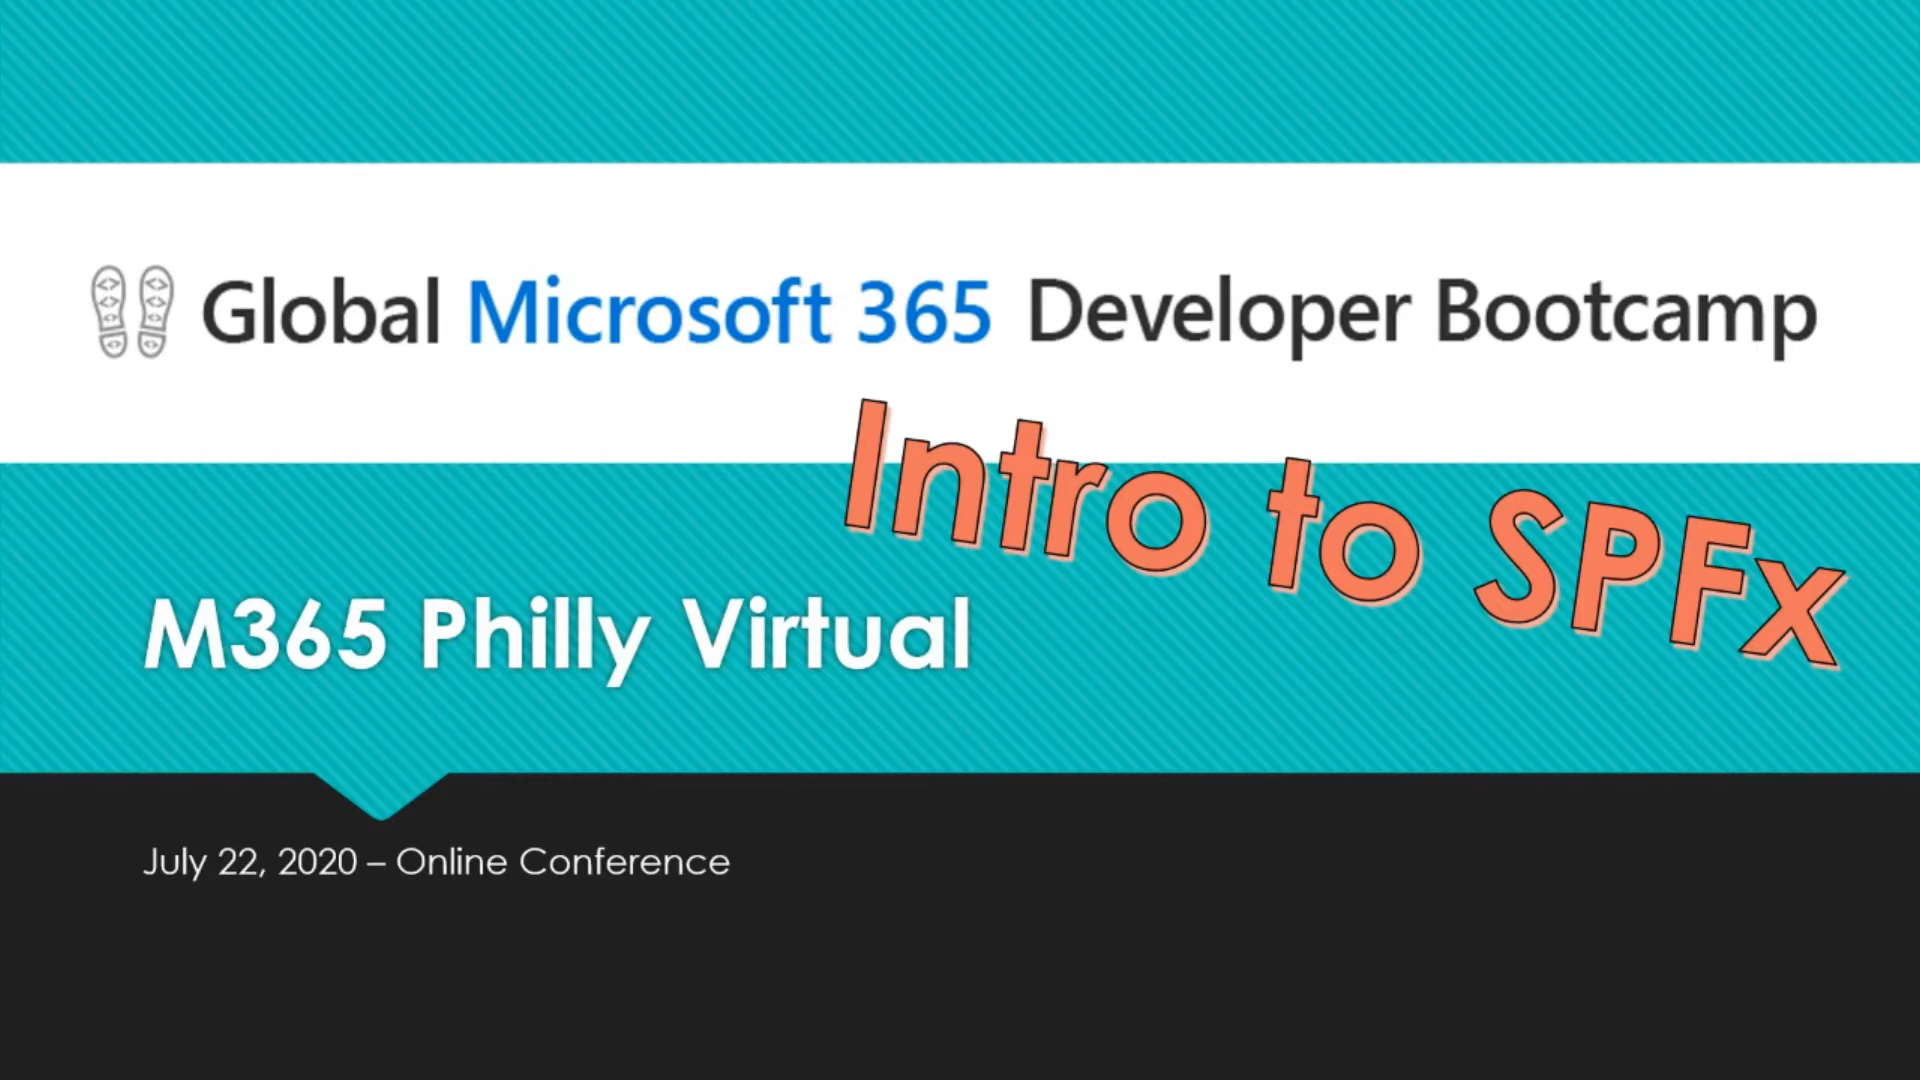 Global Microsoft 365 Developer Bootcamp
Intro to SPFx
M365 Philly Virtual
July 22, 2020 – Online Conference